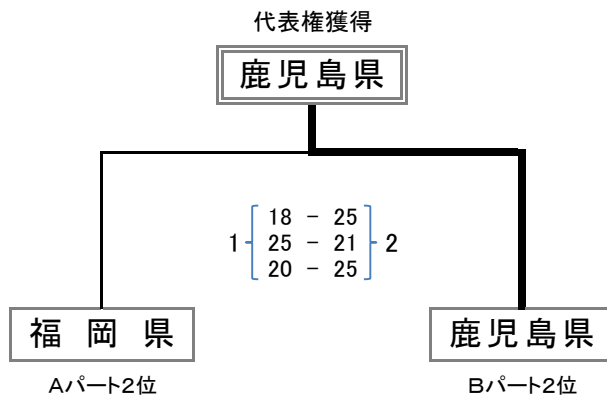 代表権獲得
鹿児島県
18 - 25
1 25 - 21 2
20 - 25
福 岡 県 鹿児島県
Aパート2位 Bパート2位